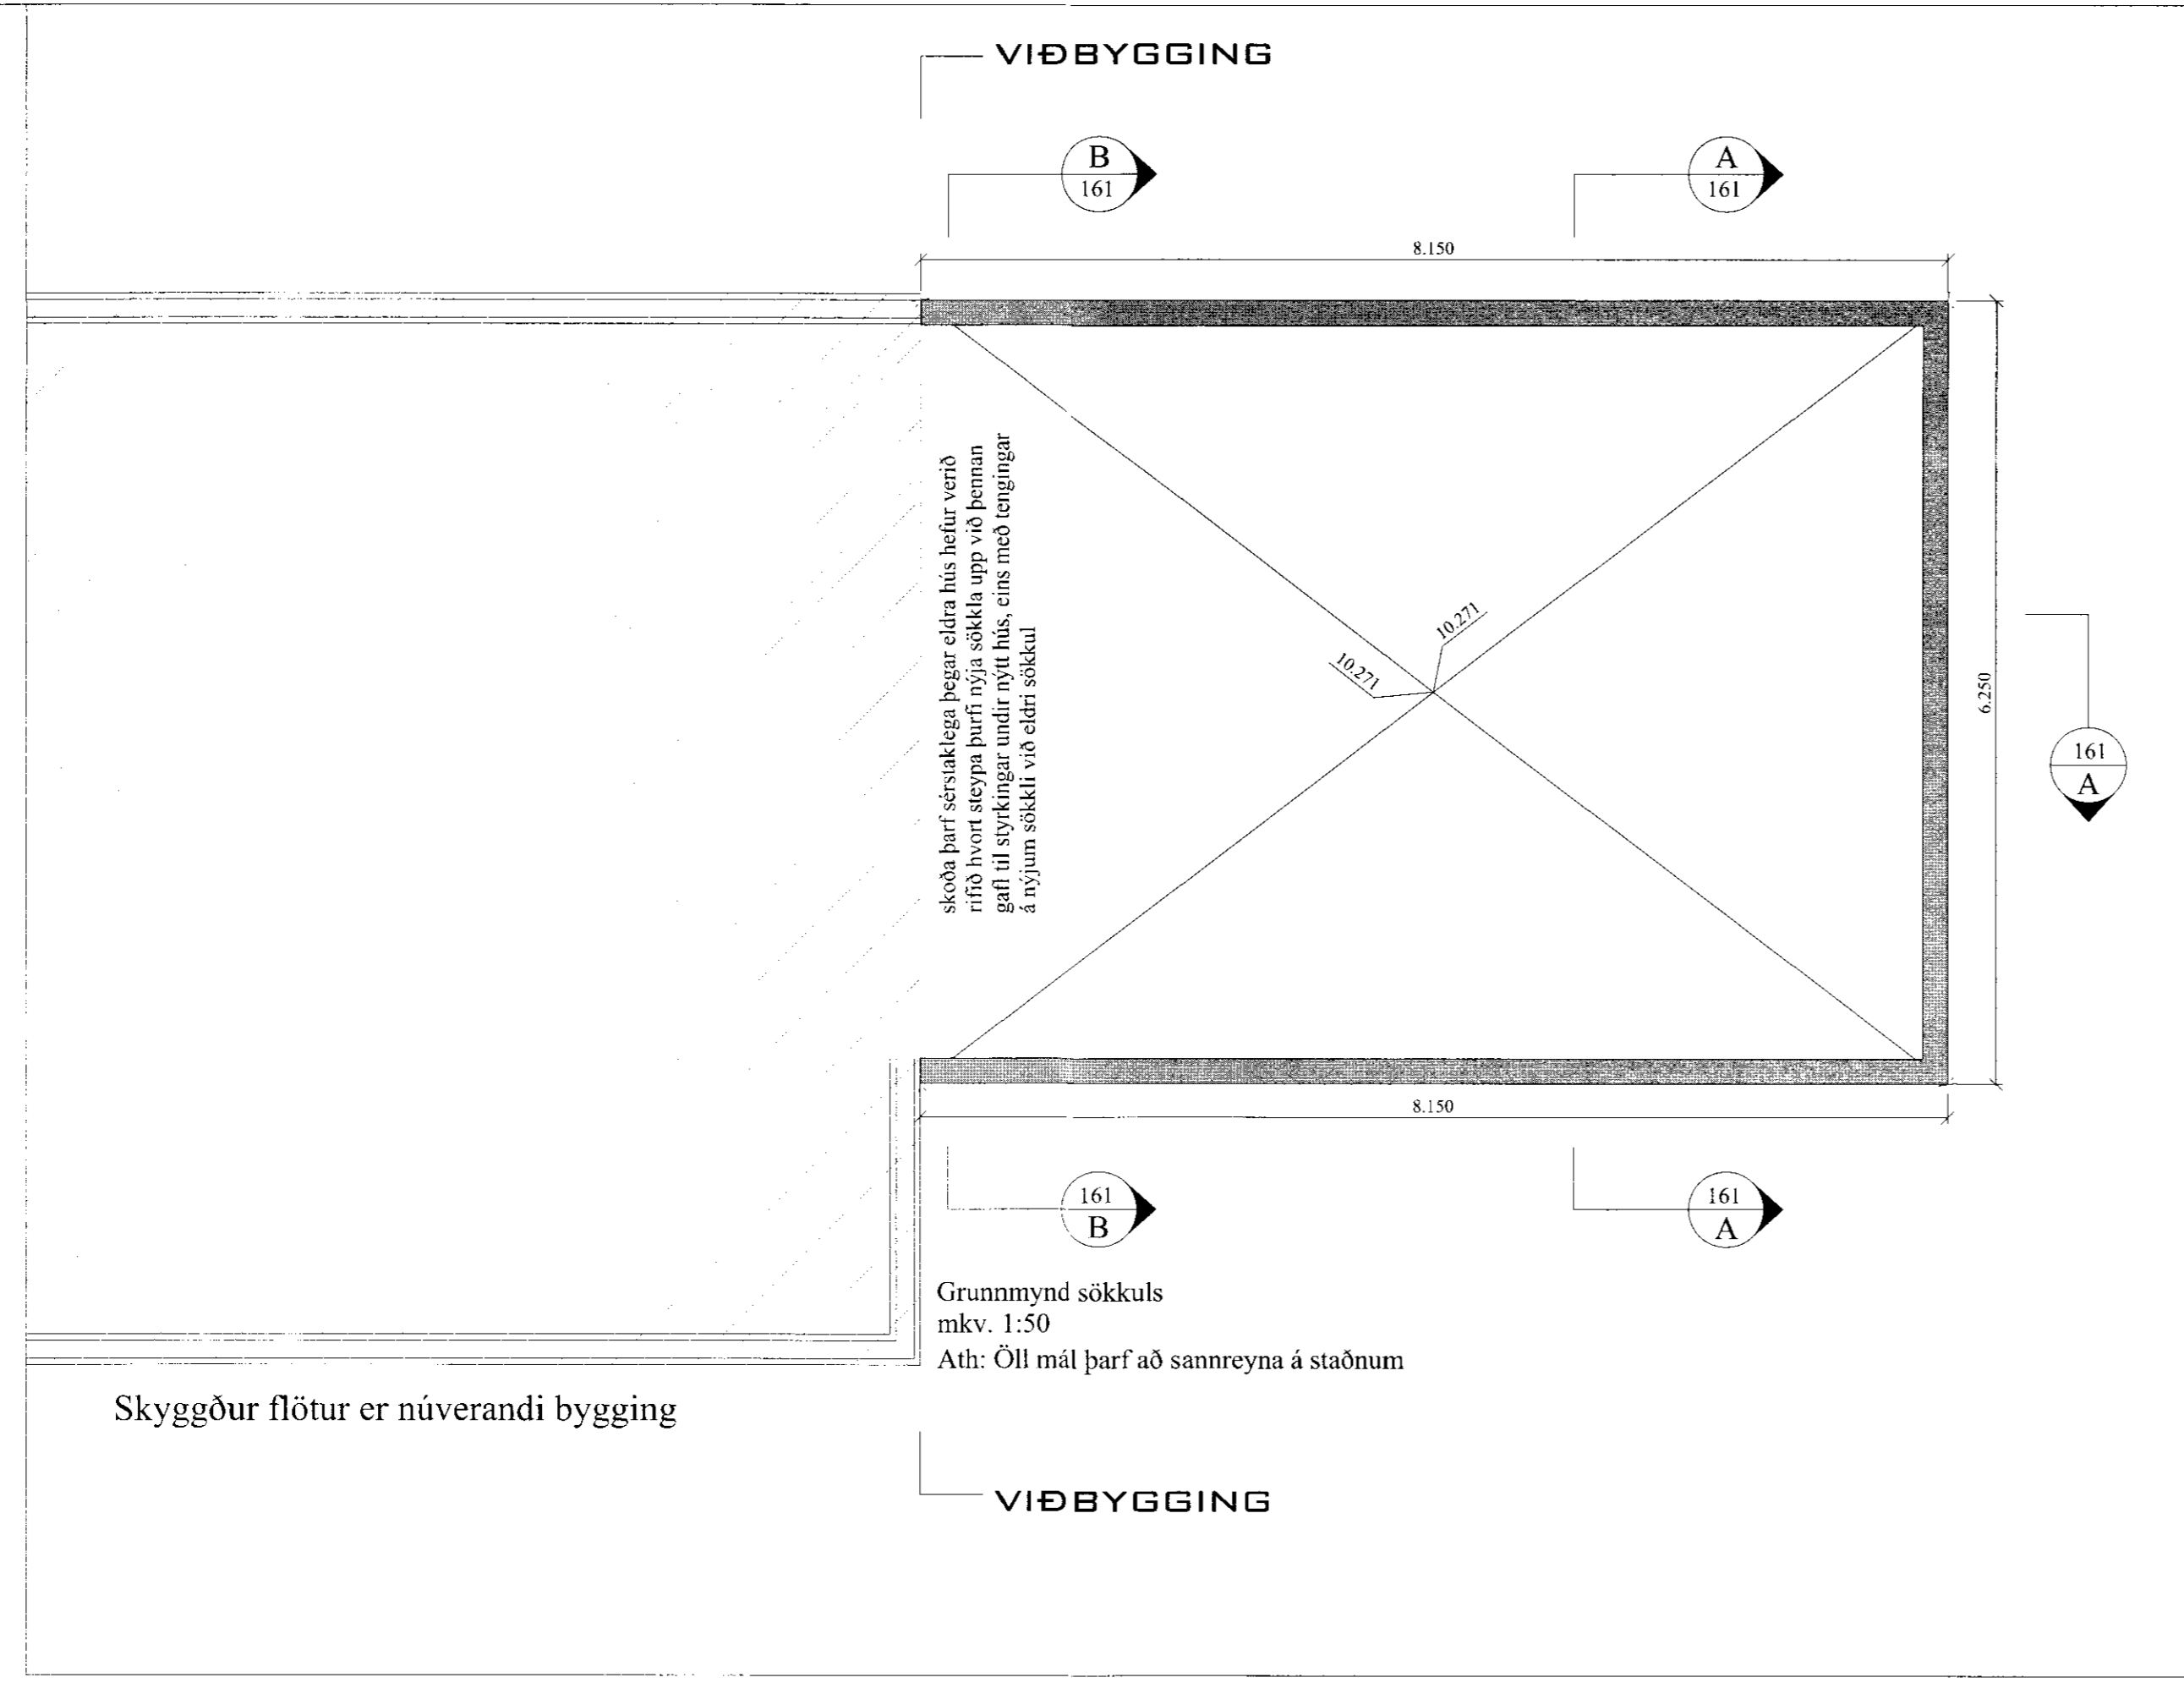 VIÐBYGGING
B
161
A
161
8.150
skoða þarf sérstaklega þegar eldra hús hefur verið
rifið hvort steypa þurfi nýja sökkla upp við þennan
gafl til styrkingar undir nýtt hús, eins með tengingar
á nýjum sökkli við eldri sökkul
10.271
10.271
6.250
161
A
8.150
161
B
161
A
Grunnmynd sökkuls
mkv. 1:50
Ath: Öll mál þarf að sannreyna á staðnum
Skyggður flötur er núverandi bygging
VIÐBYGGING